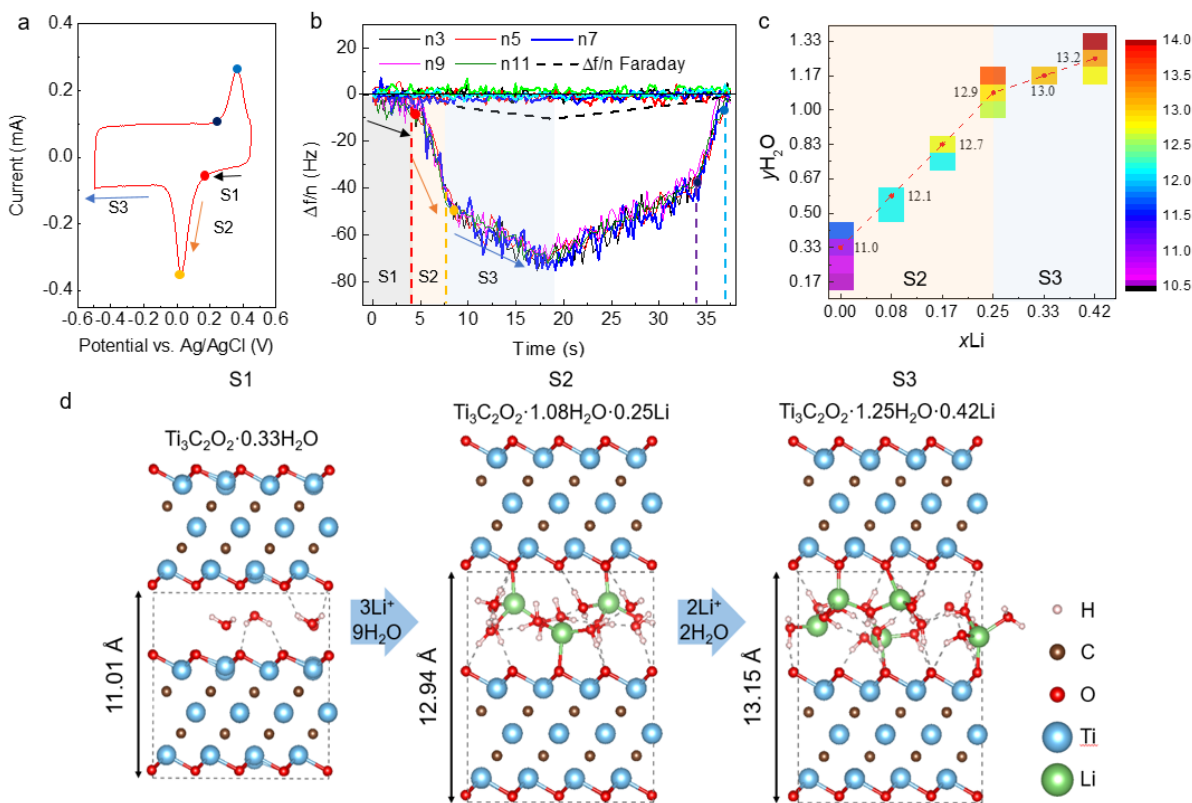 a
0.4
0.2
0.0
-0.2
-0.4
Current (mA)
S3
S1
S2
-0.6 -0.4 -0.2 0.0 0.2 0.4 0.6
Potential vs. Ag/AgCl (V)
b
20
0
-20
-40
-60
-80
Δf/n (Hz)
n3 n5 n7
n9 n11 Δf/n Faraday
S1 S2 S3
0 5 10 15 20 25 30 35
Time (s)
c
1.33
1.17
1.00
0.83
0.67
0.50
0.33
0.17
yH₂O
11.0
12.1
12.7
12.9
13.0
13.2
S2 S3
0.00 0.08 0.17 0.25 0.33 0.42
xLi
14.0
13.5
13.0
12.5
12.0
11.5
11.0
10.5
d
S1 S2 S3
Ti₃C₂O₂·0.33H₂O
Ti₃C₂O₂·1.08H₂O·0.25Li
Ti₃C₂O₂·1.25H₂O·0.42Li
11.01 Å
3Li⁺
9H₂O
12.94 Å
2Li⁺
2H₂O
13.15 Å
H
C
O
Ti
Li